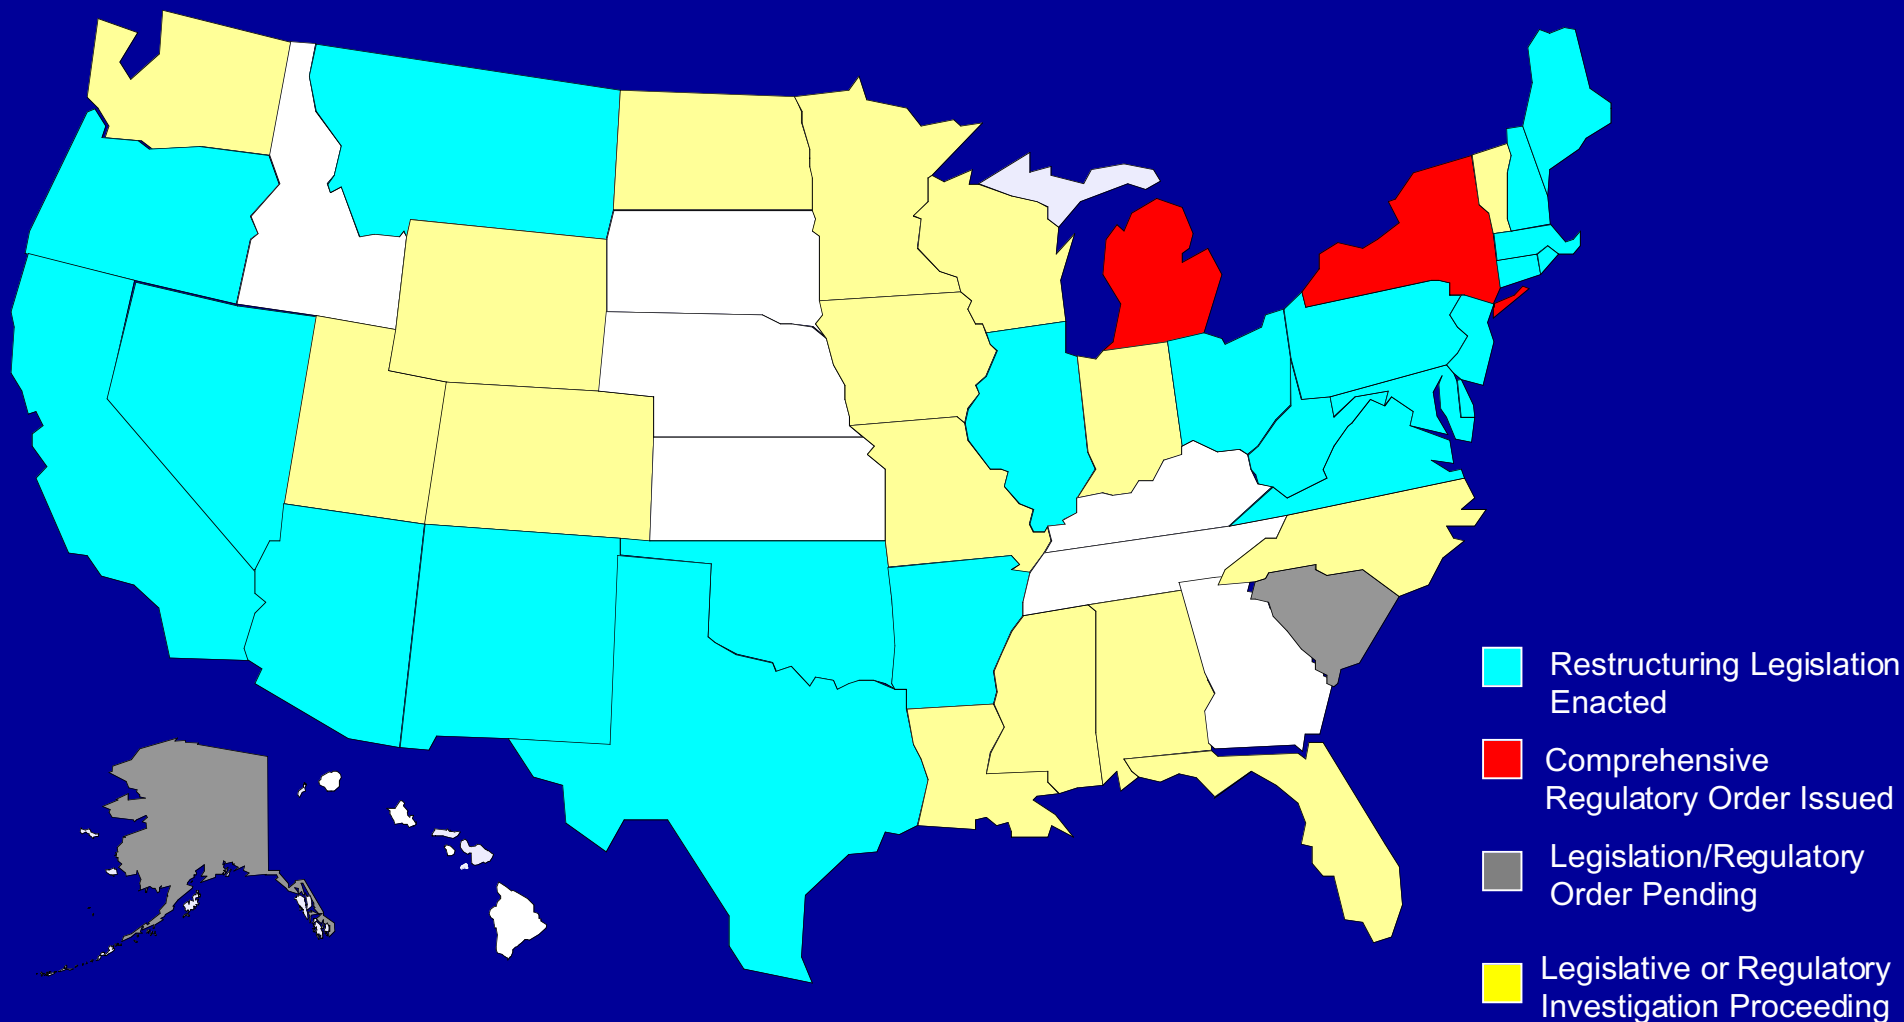 Restructuring Legislation
Enacted
Comprehensive
Regulatory Order Issued
Legislation/Regulatory
Order Pending
Legislative or Regulatory
Investigation Proceeding